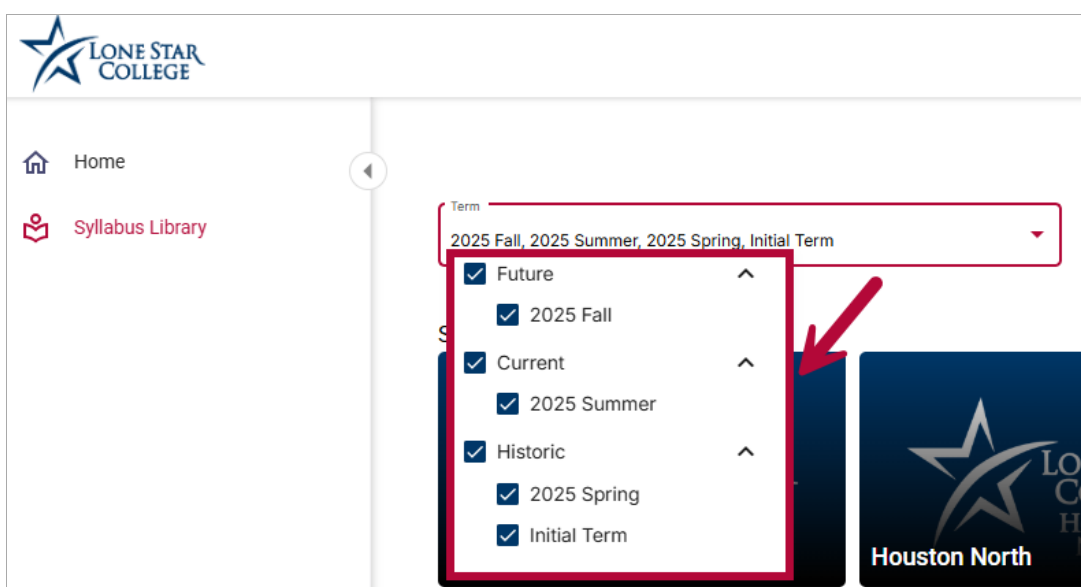 LONE STAR
COLLEGE
Home
Syllabus Library
Term
2025 Fall, 2025 Summer, 2025 Spring, Initial Term
Future
2025 Fall
Current
2025 Summer
Historic
2025 Spring
Initial Term
Houston North